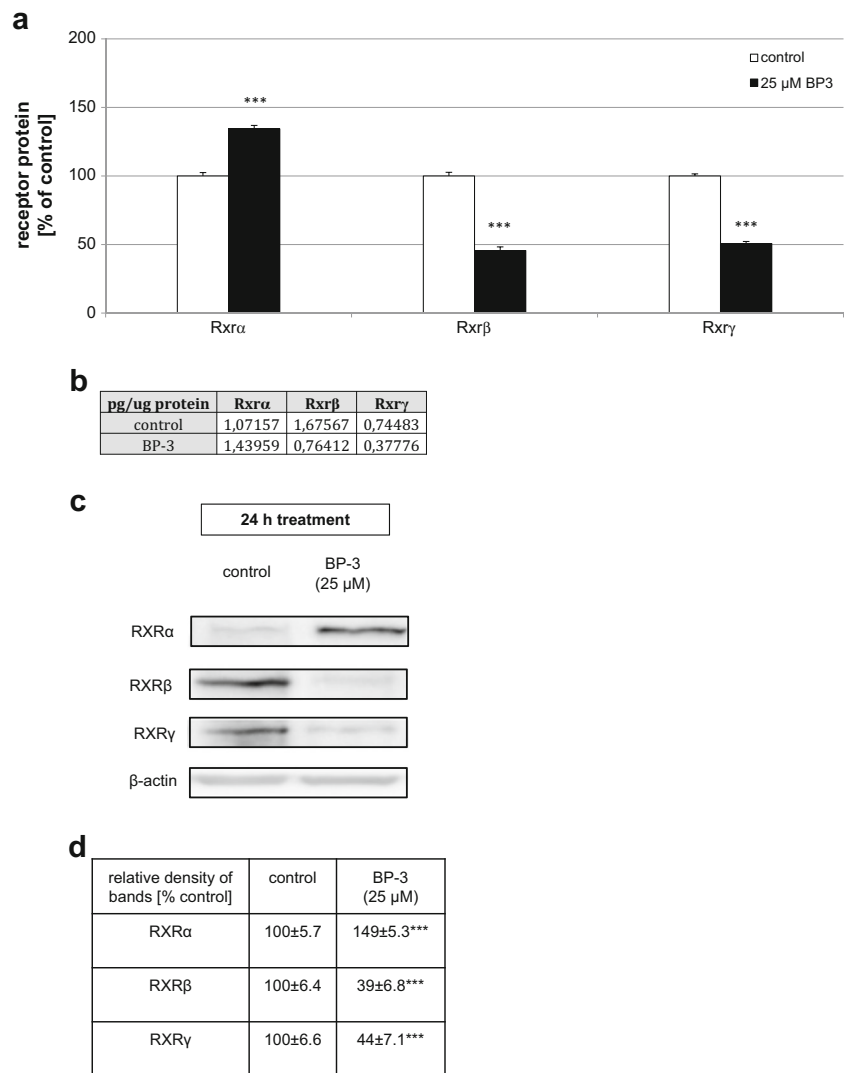 a
200
150
100
50
0
receptor protein
[% of control]
control
25 µM BP3
***
***
***
Rxrα
Rxrβ
Rxrγ
b
pg/ug protein Rxrα Rxrβ Rxrγ
control 1,07157 1,67567 0,74483
BP-3 1,43959 0,76412 0,37776
c
24 h treatment
control BP-3
(25 µM)
RXRα
RXRβ
RXRγ
β-actin
d
relative density of
bands [% control]
control BP-3
(25 µM)
RXRα 100±5.7 149±5.3***
RXRβ 100±6.4 39±6.8***
RXRγ 100±6.6 44±7.1***